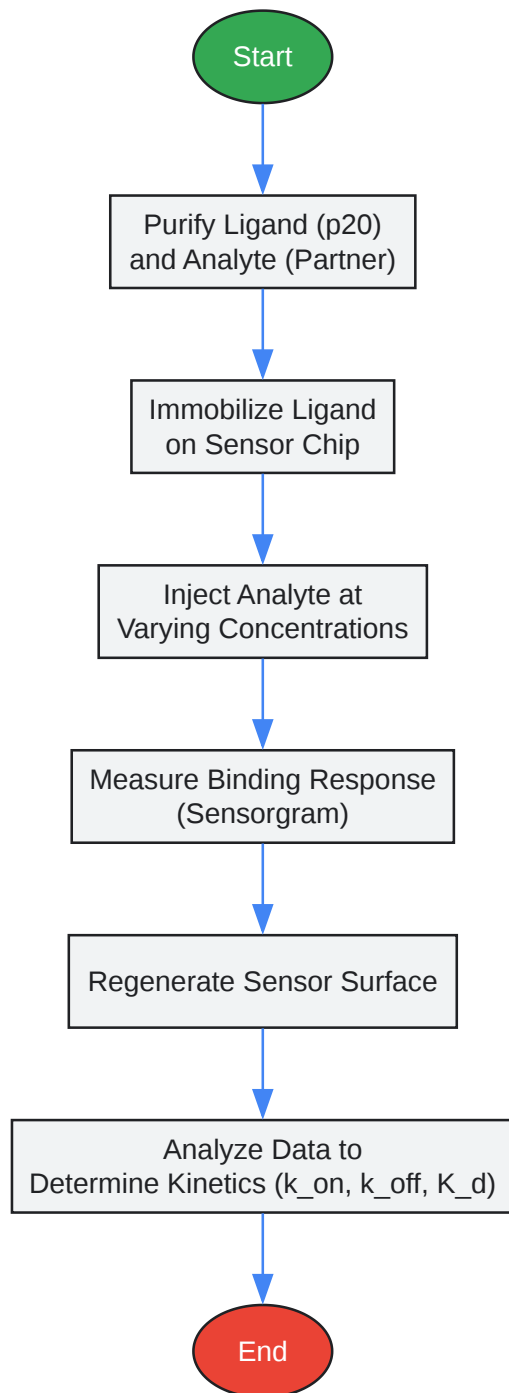 Start
Purify Ligand (p20)
and Analyte (Partner)
Immobilize Ligand
on Sensor Chip
Inject Analyte at
Varying Concentrations
Measure Binding Response
(Sensorgram)
Regenerate Sensor Surface
Analyze Data to
Determine Kinetics (k_on, k_off, K_d)
End